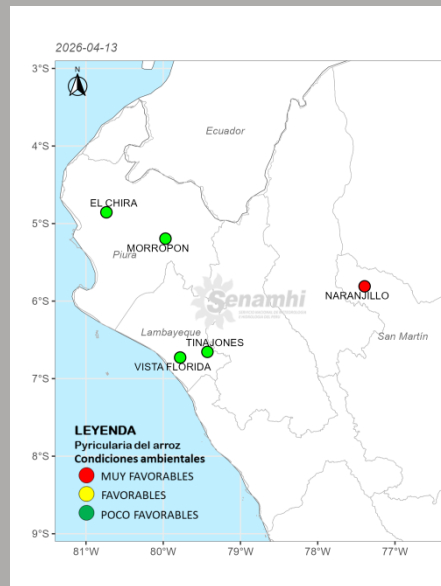 2026-04-13
N
3°S
4°S
5°S
6°S
7°S
8°S
9°S
Ecuador
EL CHIRA
MORROPON
Piura
NARANJILLO
Senamhi
San Martín
Lambayeque
TINAJONES
VISTA FLORIDA
LEYENDA
Pyricularia del arroz
Condiciones ambientales
MUY FAVORABLES
FAVORABLES
POCO FAVORABLES
81°W
80°W
79°W
78°W
77°W